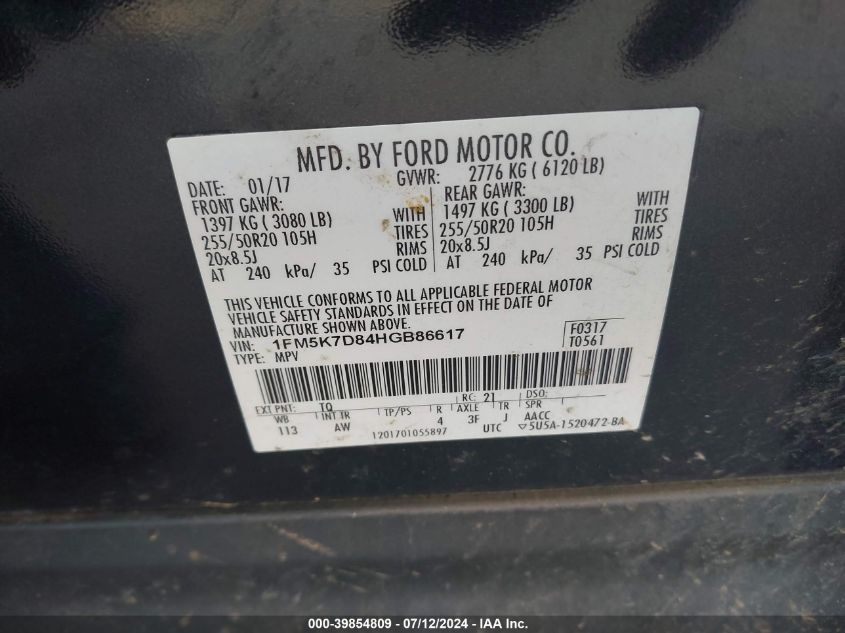 MFD. BY FORD MOTOR CO.
DATE: 01/17 GVWR: 2776 KG ( 6120 LB)
FRONT GAWR: REAR GAWR:
1397 KG ( 3080 LB) WITH 1497 KG ( 3300 LB) WITH
255/50R20 105H TIRES 255/50R20 105H TIRES
20x8.5J RIMS 20x8.5J RIMS
AT 240 kPa/ 35 PSI COLD AT 240 kPa/ 35 PSI COLD
THIS VEHICLE CONFORMS TO ALL APPLICABLE FEDERAL MOTOR
VEHICLE SAFETY STANDARDS IN EFFECT ON THE DATE OF
MANUFACTURE SHOWN ABOVE.
VIN: 1FM5K7D84HGB86617 F0317
TYPE: MPV T0561
EXT PNT: TQ RC: 21 DSO:
WB INT TR TP/PS R AXLE TR SPR
113 AW 4 3F J AACC
1201701055897 UTC ▽5U5A-1520472-BA
000-39854809 - 07/12/2024 - IAA Inc.